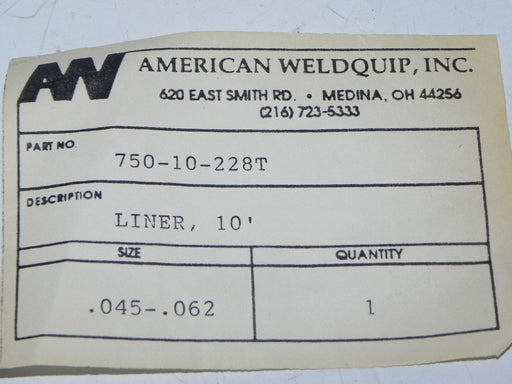 AW AMERICAN WELDQUIP, INC.
620 EAST SMITH RD. • MEDINA, OH 44256
(216) 723-5333
PART NO.
750-10-228T
DESCRIPTION
LINER, 10'
SIZE QUANTITY
.045-.062 1